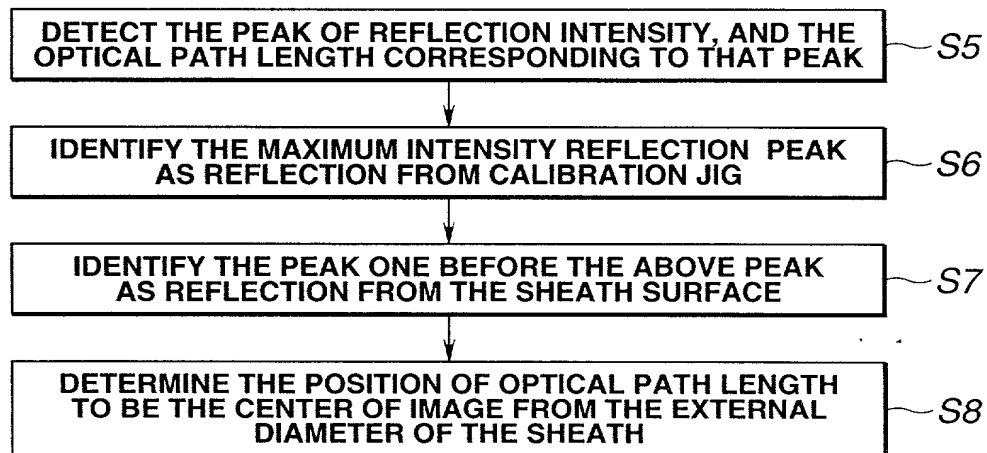 DETECT THE PEAK OF REFLECTION INTENSITY, AND THE
OPTICAL PATH LENGTH CORRESPONDING TO THAT PEAK
S5
IDENTIFY THE MAXIMUM INTENSITY REFLECTION PEAK
AS REFLECTION FROM CALIBRATION JIG
S6
IDENTIFY THE PEAK ONE BEFORE THE ABOVE PEAK
AS REFLECTION FROM THE SHEATH SURFACE
S7
DETERMINE THE POSITION OF OPTICAL PATH LENGTH
TO BE THE CENTER OF IMAGE FROM THE EXTERNAL
DIAMETER OF THE SHEATH
S8